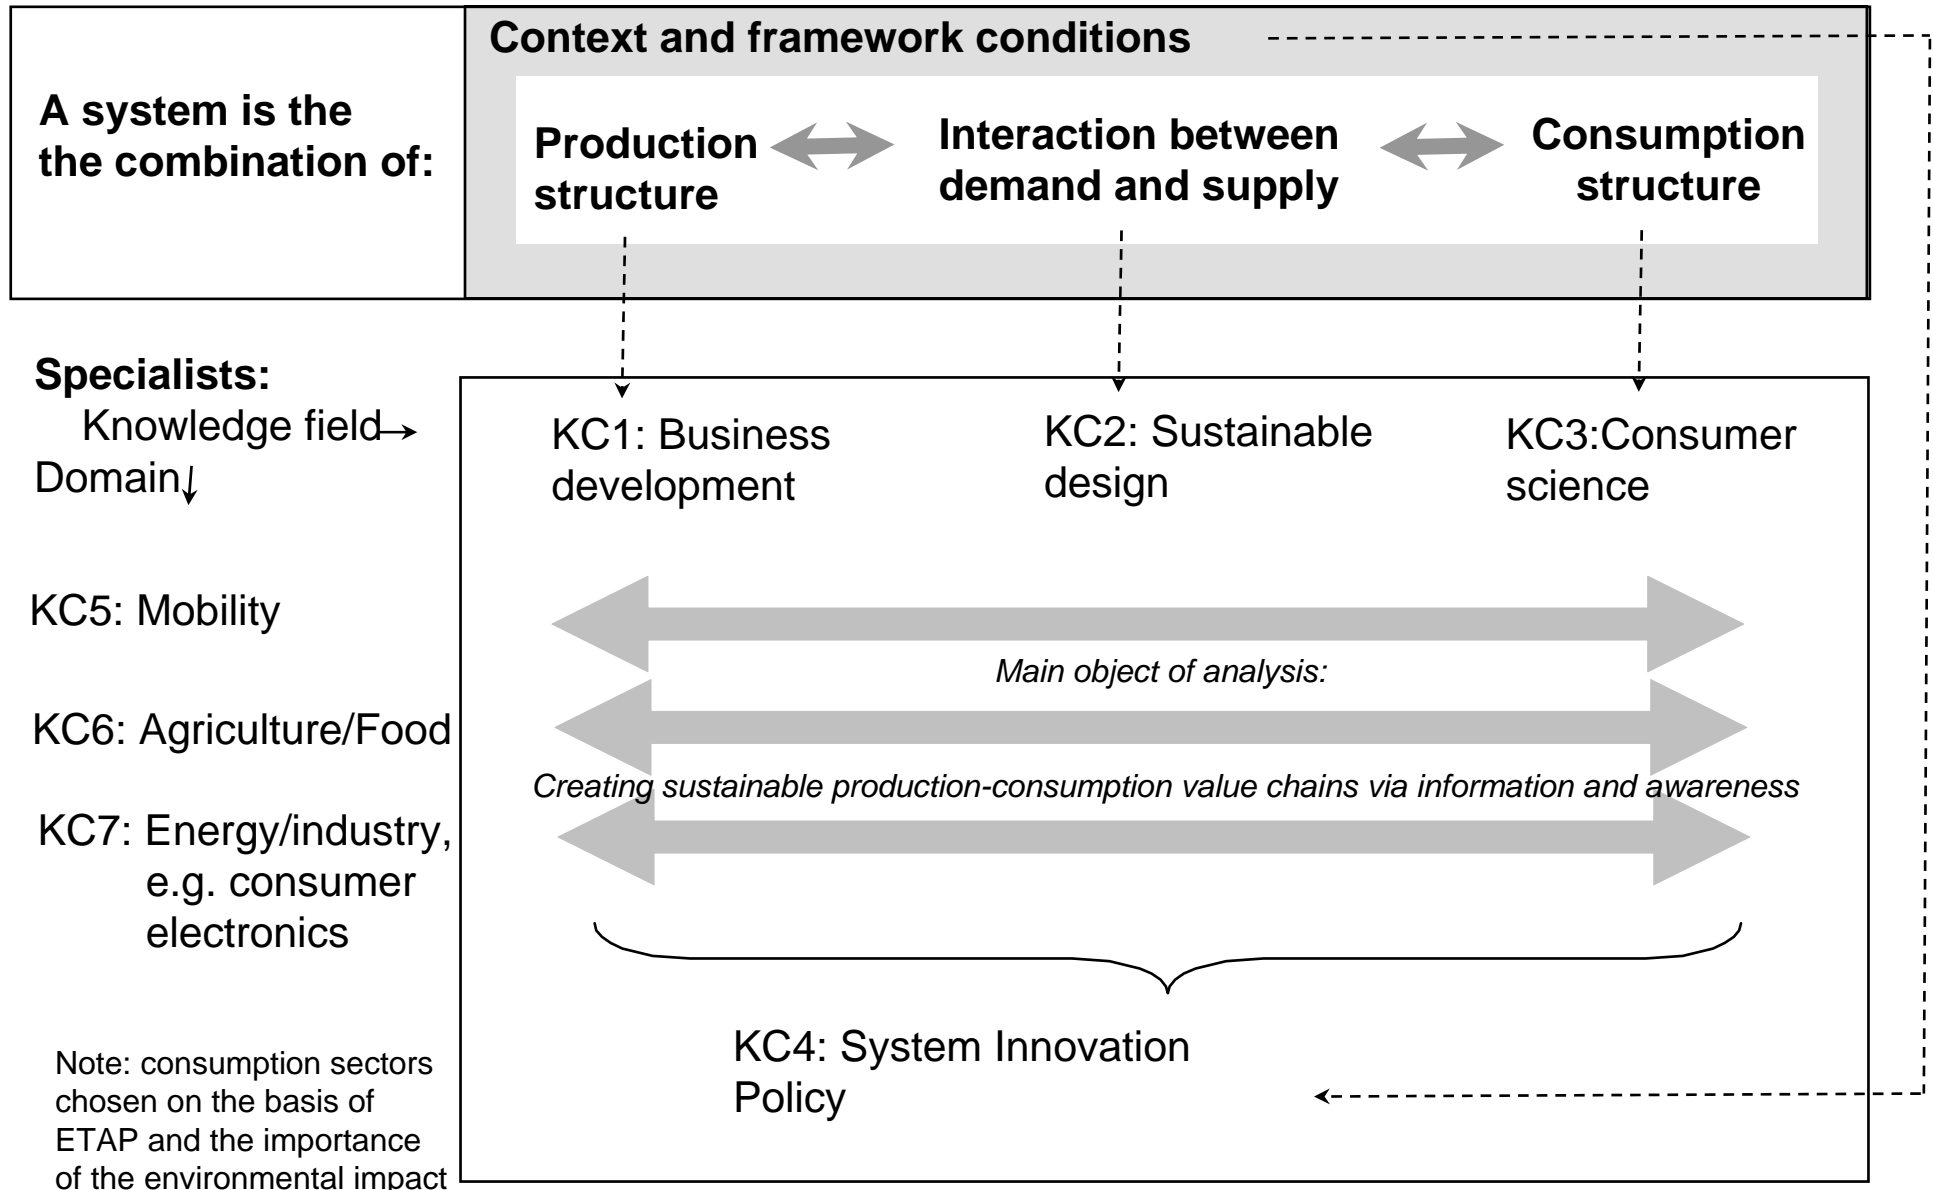 Context and framework conditions
A system is the
the combination of:
Production
structure
Interaction between
demand and supply
Consumption
structure
Specialists:
Knowledge field
Domain
KC1: Business
development
KC2: Sustainable
design
KC3:Consumer
science
KC5: Mobility
Main object of analysis:
KC6: Agriculture/Food
Creating sustainable production-consumption value chains via information and awareness
KC7: Energy/industry,
e.g. consumer
electronics
KC4: System Innovation
Policy
Note: consumption sectors
chosen on the basis of
ETAP and the importance
of the environmental impact